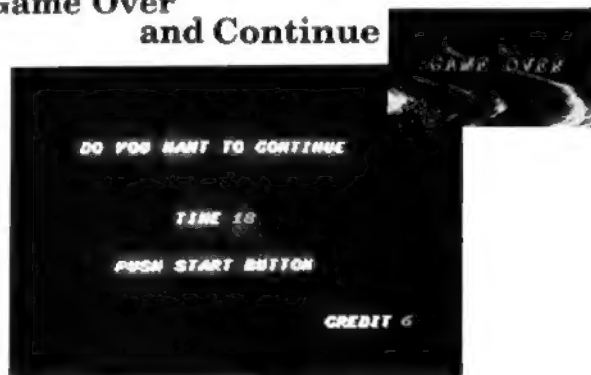 Game Over
and Continue
GAME OVER
DO YOU WANT TO CONTINUE
TIME 18
PUSH START BUTTON
CREDIT 6